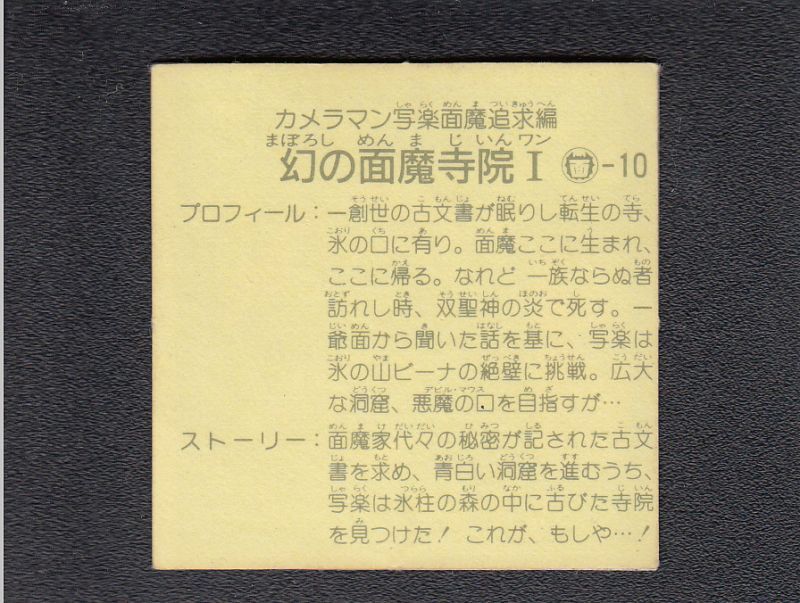 カメラマン写楽面魔追求編
幻の面魔寺院I 面-10
プロフィール：―創世の古文書が眠りし転生の寺、
氷の口に有り。面魔ここに生まれ、
ここに帰る。なれど 一族ならぬ者
訪れし時、双聖神の炎で死す。―
爺面から聞いた話を基に、写楽は
氷の山ビーナの絶壁に挑戦。広大
な洞窟、悪魔の口を目指すが…
ストーリー：面魔家代々の秘密が記された古文
書を求め、青白い洞窟を進むうち、
写楽は氷柱の森の中に古びた寺院
を見つけた！ これが、もしや…！